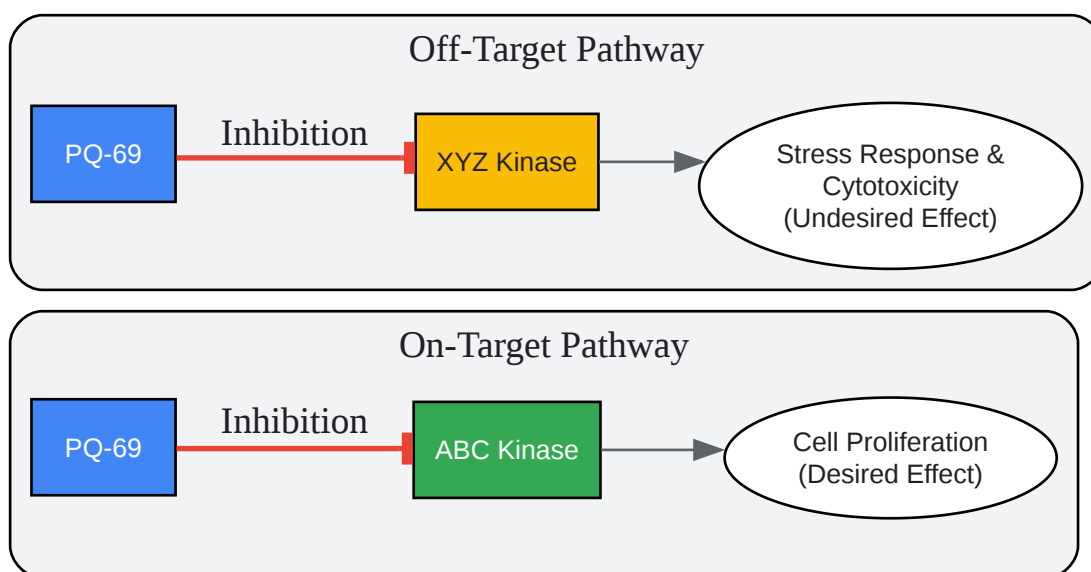 Off-Target Pathway
PQ-69
Inhibition
XYZ Kinase
Stress Response &
Cytotoxicity
(Undesired Effect)
On-Target Pathway
PQ-69
Inhibition
ABC Kinase
Cell Proliferation
(Desired Effect)